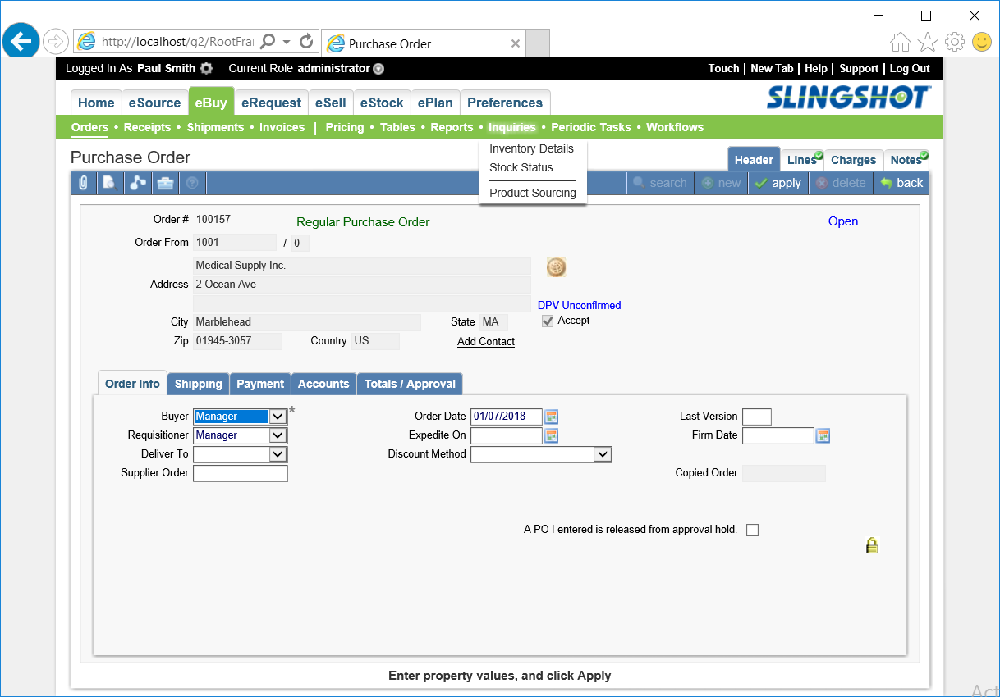 http://localhost/g2/RootFra
Purchase Order
Logged In As Paul Smith Current Role administrator Touch | New Tab | Help | Support | Log Out
Home eSource eBuy eRequest eSell eStock ePlan Preferences SLINGSHOT
Orders • Receipts • Shipments • Invoices | Pricing • Tables • Reports • Inquiries • Periodic Tasks • Workflows
Inventory Details
Stock Status
Product Sourcing
Purchase Order Header Lines Charges Notes
search new apply delete back
Order # 100157 Regular Purchase Order Open
Order From 1001 / 0
Medical Supply Inc.
Address 2 Ocean Ave
DPV Unconfirmed
City Marblehead State MA Accept
Zip 01945-3057 Country US Add Contact
Order Info Shipping Payment Accounts Totals / Approval
Buyer Manager * Order Date 01/07/2018 Last Version
Requisitioner Manager Expedite On Firm Date
Deliver To Discount Method
Supplier Order Copied Order
A PO I entered is released from approval hold.
Enter property values, and click Apply
Act